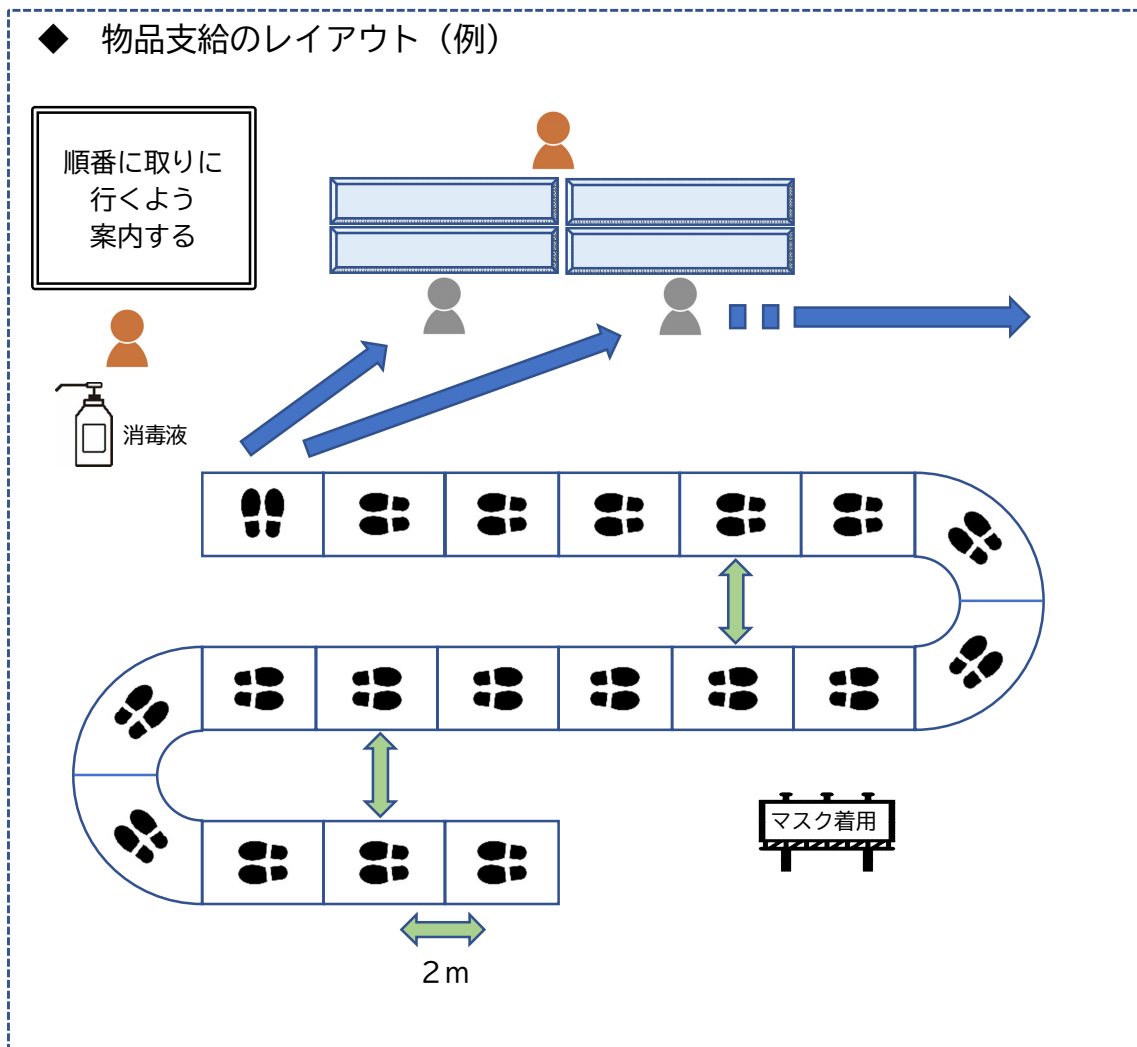 ◆ 物品支給のレイアウト（例）
順番に取りに
行くよう
案内する
消毒液
マスク着用
２ｍ